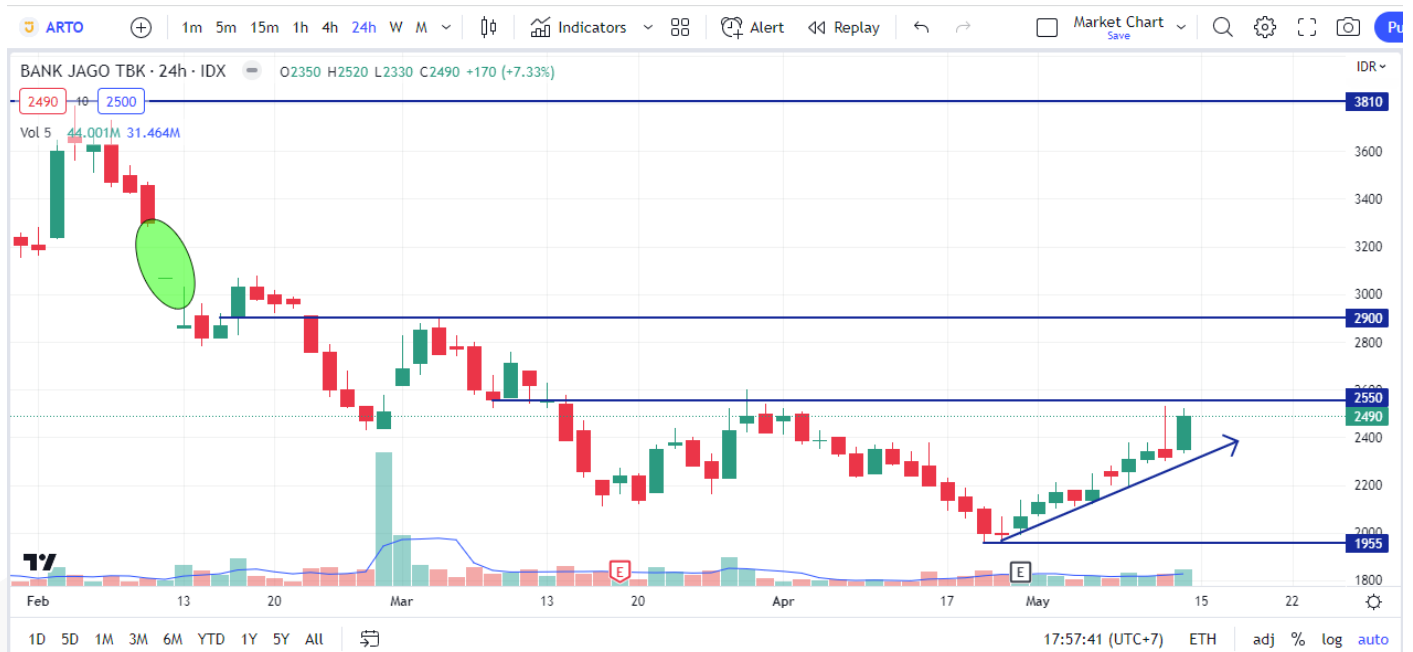 ARTO 1m 5m 15m 1h 4h 24h W M Indicators Alert Replay Market Chart
Save
BANK JAGO TBK · 24h · IDX O2350 H2520 L2330 C2490 +170 (+7.33%)
IDR
2490 10 2500
3810
Vol 5 44.001M 31.464M
3600
3400
3200
3000
2900
2800
2600
2550
2490
2400
2200
2000
1955
1800
E E
Feb 13 20 Mar 13 20 Apr 17 May 15 22
1D 5D 1M 3M 6M YTD 1Y 5Y All 17:57:41 (UTC+7) ETH adj % log auto